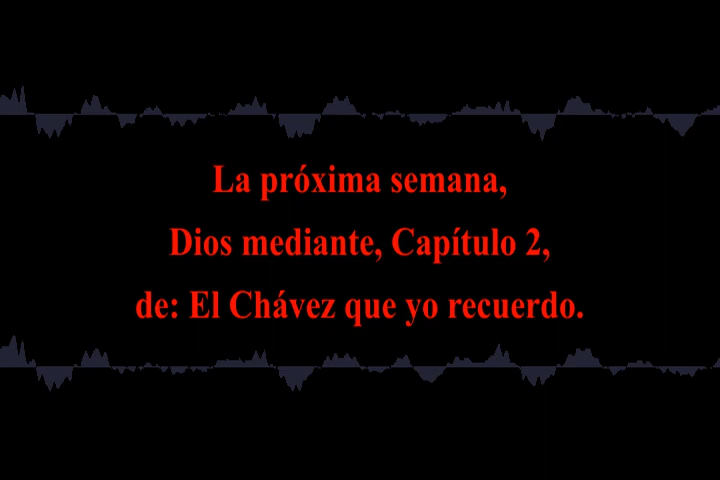 La próxima semana,
Dios mediante, Capítulo 2,
de: El Chávez que yo recuerdo.